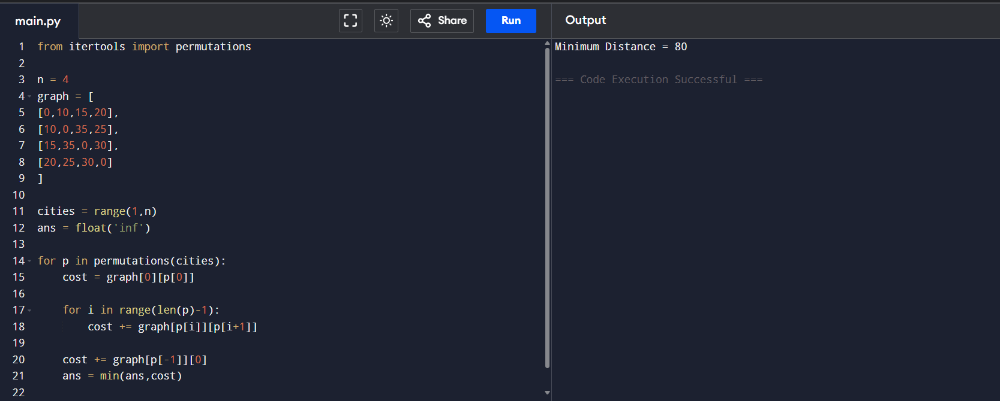 main.py
Share
Run
Output
1 from itertools import permutations
2
3 n = 4
4 graph = [
5 [0,10,15,20],
6 [10,0,35,25],
7 [15,35,0,30],
8 [20,25,30,0]
9 ]
10
11 cities = range(1,n)
12 ans = float('inf')
13
14 for p in permutations(cities):
15     cost = graph[0][p[0]]
16
17     for i in range(len(p)-1):
18         cost += graph[p[i]][p[i+1]]
19
20     cost += graph[p[-1]][0]
21     ans = min(ans,cost)
22
Minimum Distance = 80
=== Code Execution Successful ===